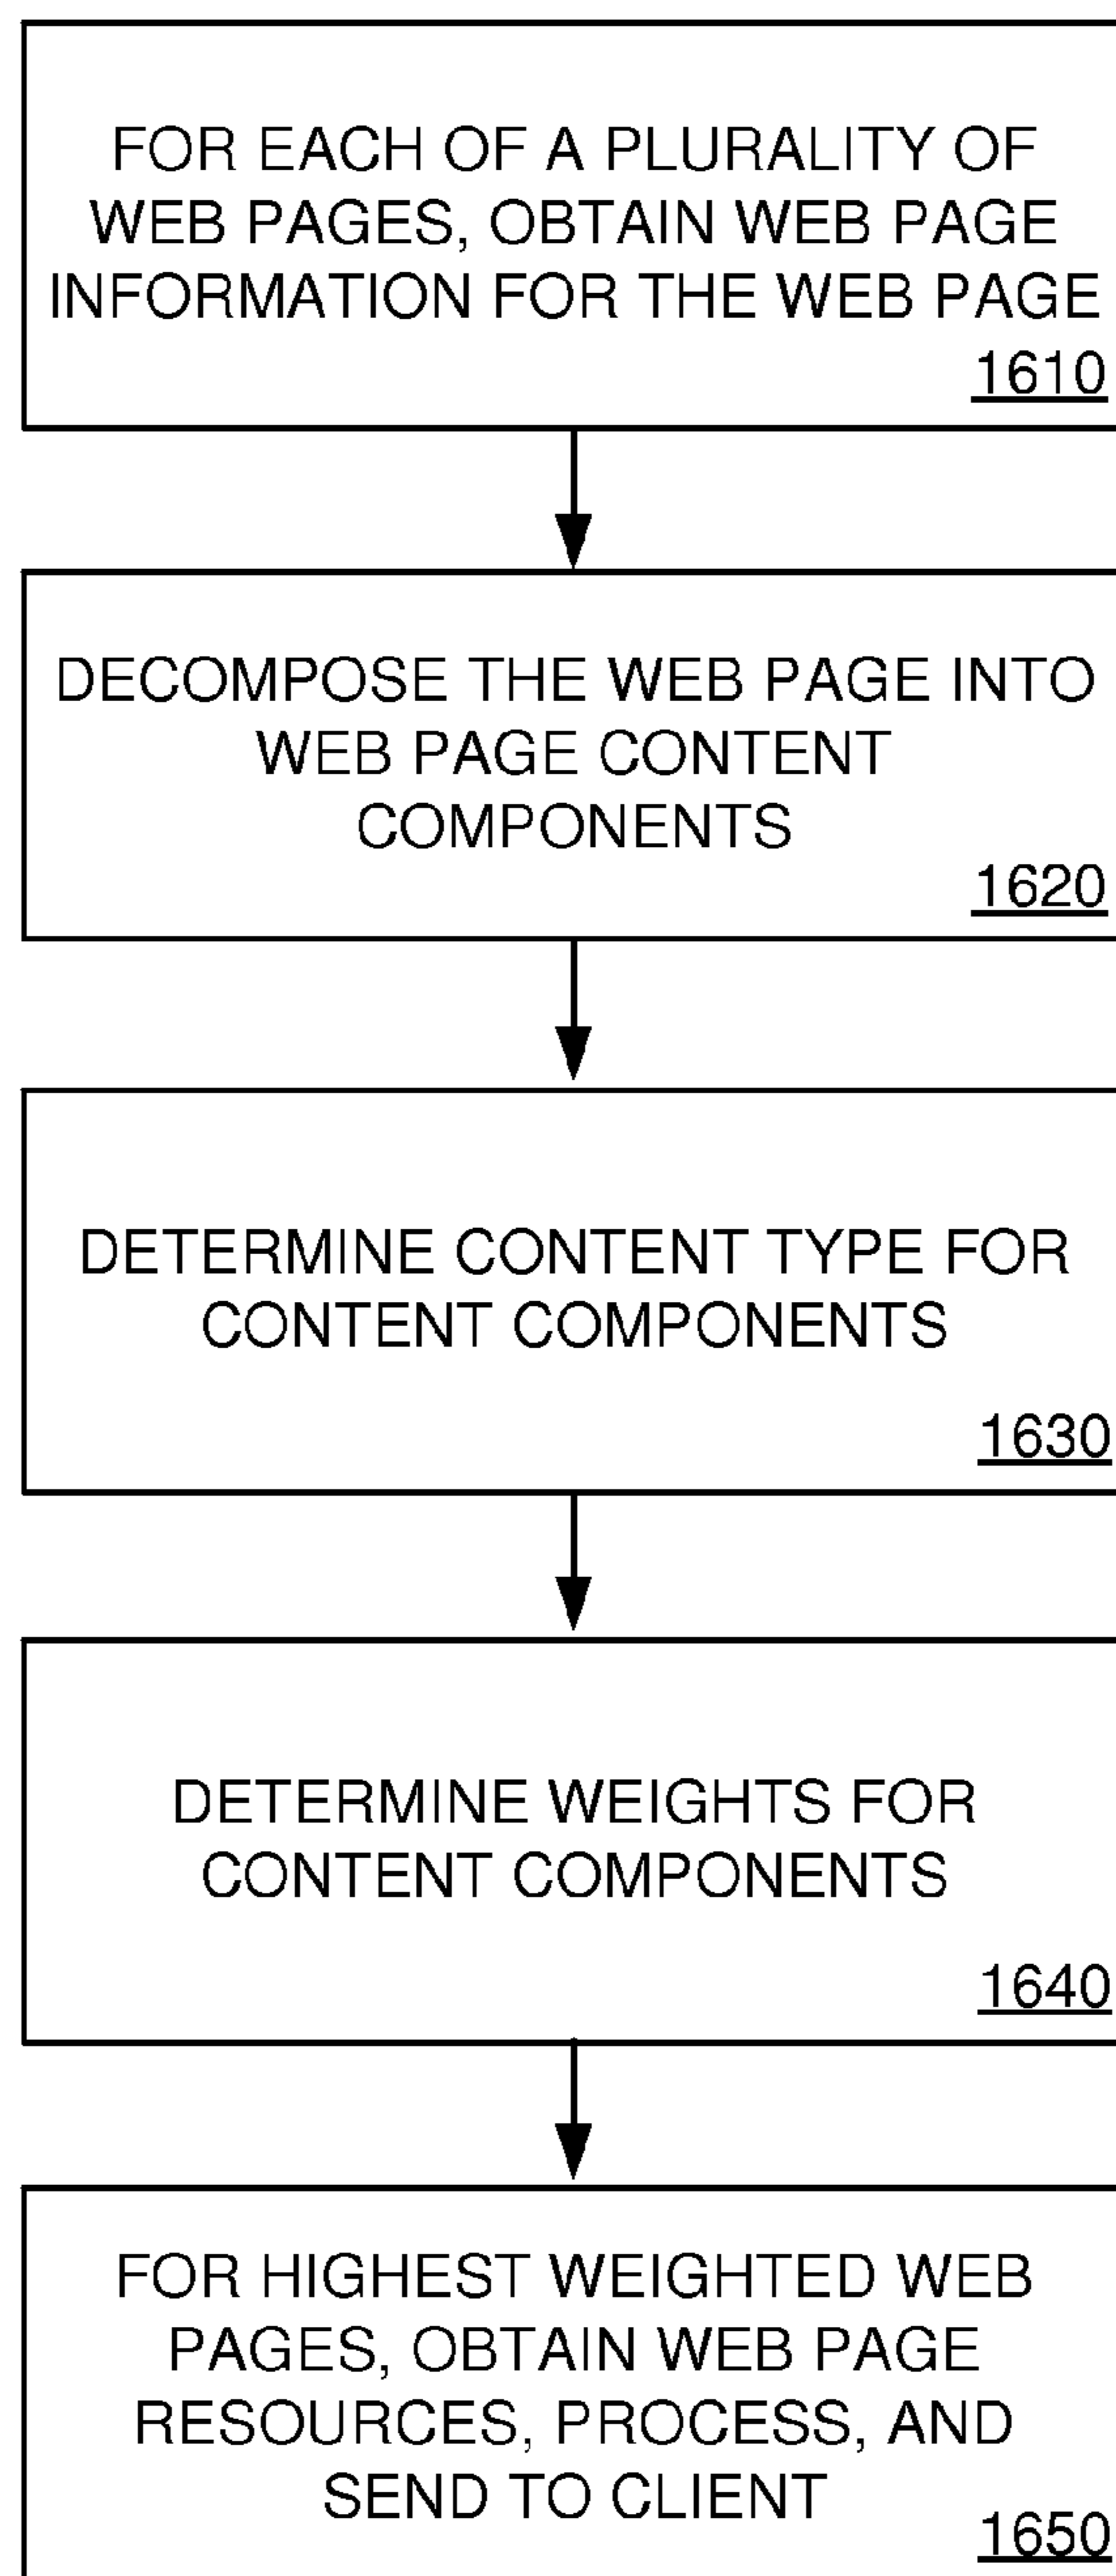 FOR EACH OF A PLURALITY OF
WEB PAGES, OBTAIN WEB PAGE
INFORMATION FOR THE WEB PAGE
1610
DECOMPOSE THE WEB PAGE INTO
WEB PAGE CONTENT
COMPONENTS
1620
DETERMINE CONTENT TYPE FOR
CONTENT COMPONENTS
1630
DETERMINE WEIGHTS FOR
CONTENT COMPONENTS
1640
FOR HIGHEST WEIGHTED WEB
PAGES, OBTAIN WEB PAGE
RESOURCES, PROCESS, AND
SEND TO CLIENT
1650